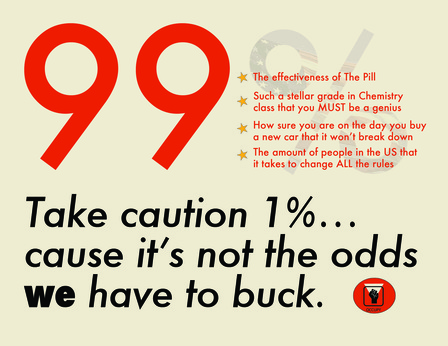 99%
The effectiveness of The Pill
Such a stellar grade in Chemistry
class that you MUST be a genius
How sure you are on the day you buy
a new car that it won't break down
The amount of people in the US that
it takes to change ALL the rules
Take caution 1%...
cause it's not the odds
we have to buck.